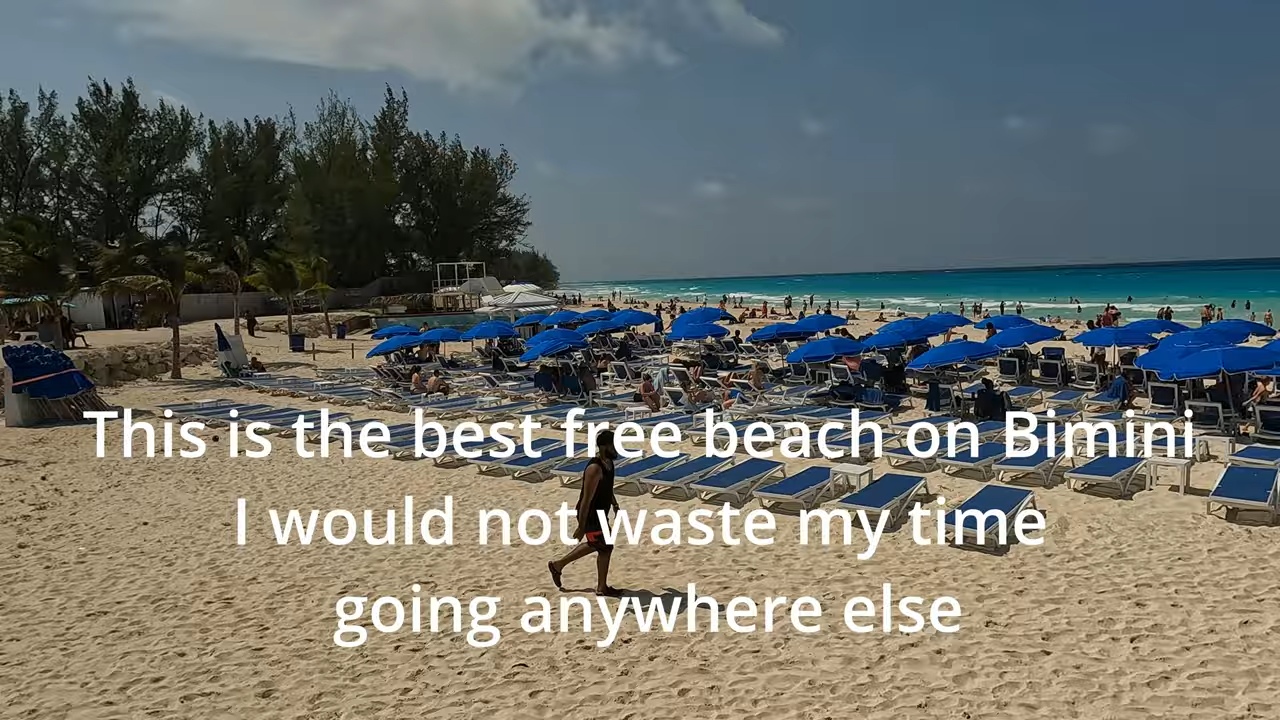 This is the best free beach on Bimini
I would not waste my time
going anywhere else